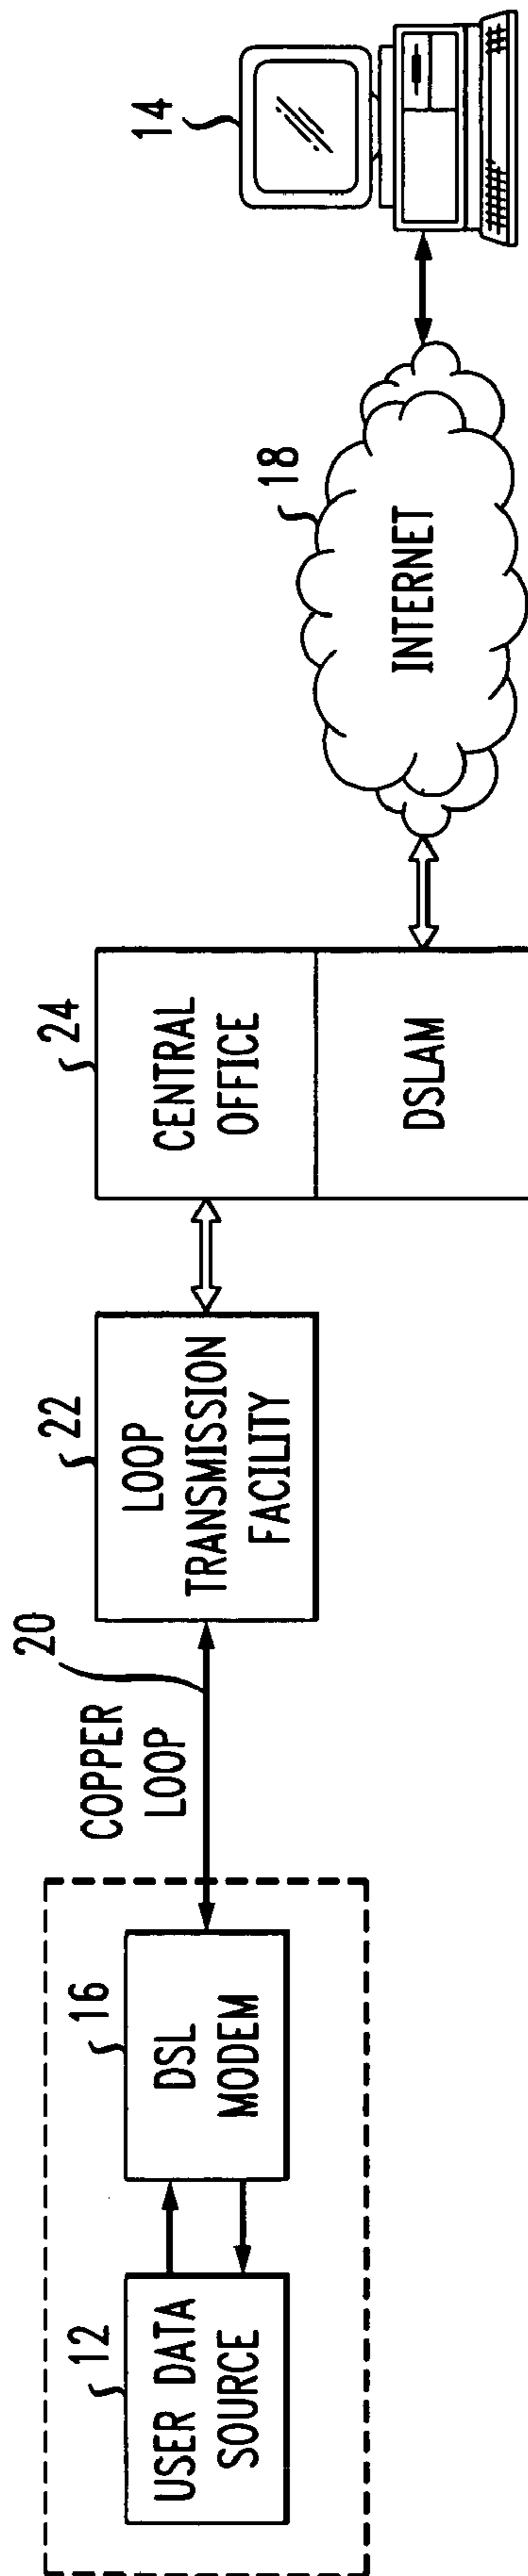 12
USER DATA
SOURCE
16
DSL
MODEM
COPPER
LOOP
20
22
LOOP
TRANSMISSION
FACILITY
24
CENTRAL
OFFICE
DSLAM
18
INTERNET
14